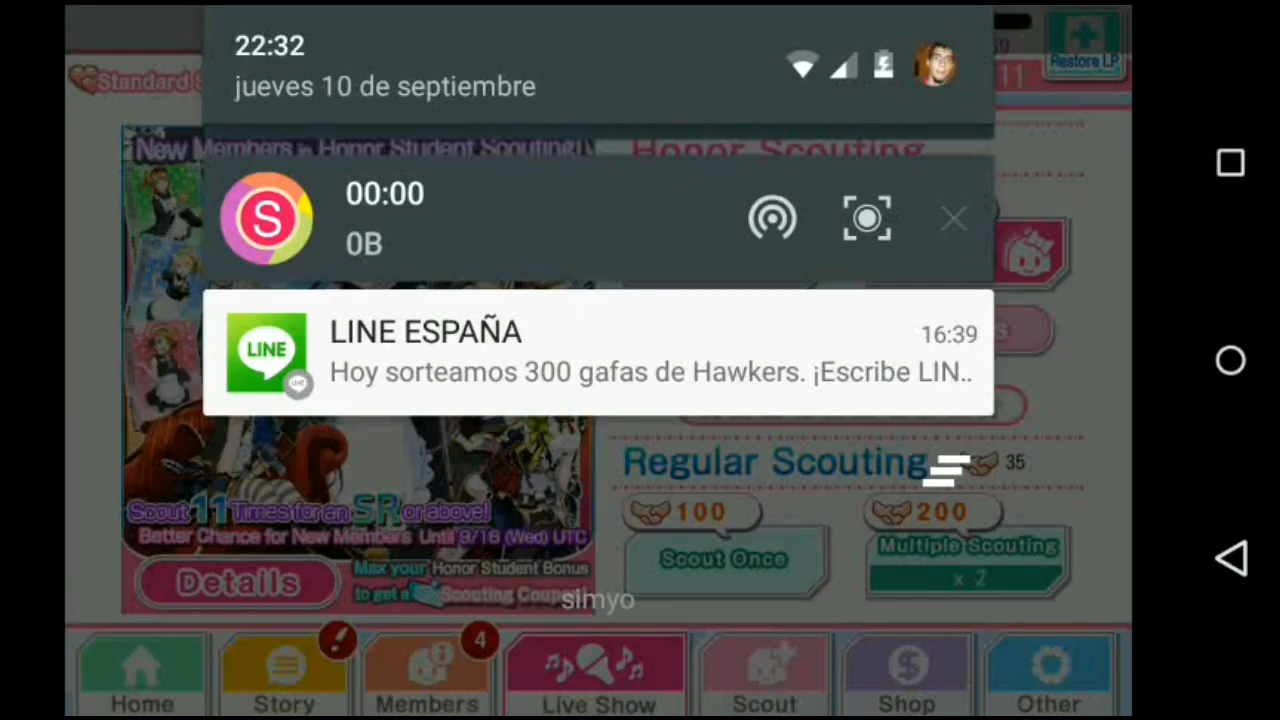 22:32
jueves 10 de septiembre
Restore LP
Standard S
11
New Members in Honor Student Scouting!
Honor Scouting
S
00:00
0B
LINE
LINE ESPAÑA
16:39
Hoy sorteamos 300 gafas de Hawkers. ¡Escribe LIN..
Regular Scouting
35
Scout 11 Times for an SR or above!
Better Chance for New Members Until 9/16 (Wed) UTC
100
200
Scout Once
Multiple Scouting
x 2
Details
Max your Honor Student Bonus
to get a Scouting Coupon
simyo
4
Home
Story
Members
Live Show
Scout
Shop
Other